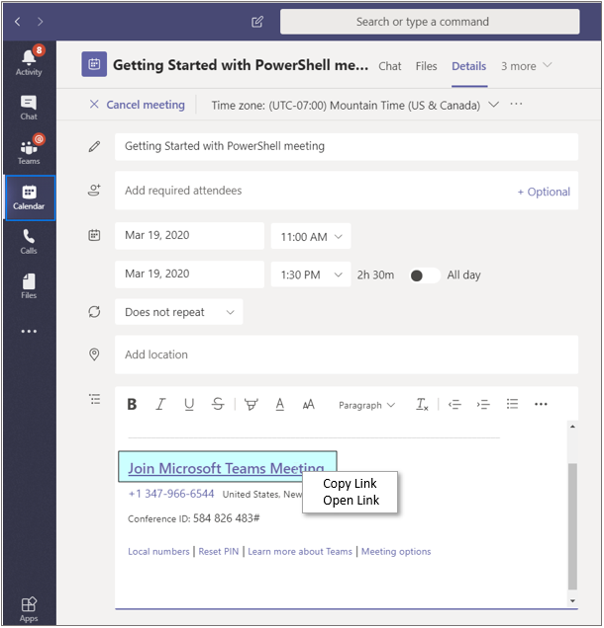 Search or type a command
8
Activity
Chat
Teams
Calendar
Calls
Files
Apps
Getting Started with PowerShell me... Chat Files Details 3 more
Cancel meeting Time zone: (UTC-07:00) Mountain Time (US & Canada) ...
Getting Started with PowerShell meeting
Add required attendees + Optional
Mar 19, 2020 11:00 AM
Mar 19, 2020 1:30 PM 2h 30m All day
Does not repeat
Add location
B I U S A AA Paragraph Tx ...
Join Microsoft Teams Meeting
+1 347-966-6544 United States, New
Copy Link
Open Link
Conference ID: 584 826 483#
Local numbers | Reset PIN | Learn more about Teams | Meeting options